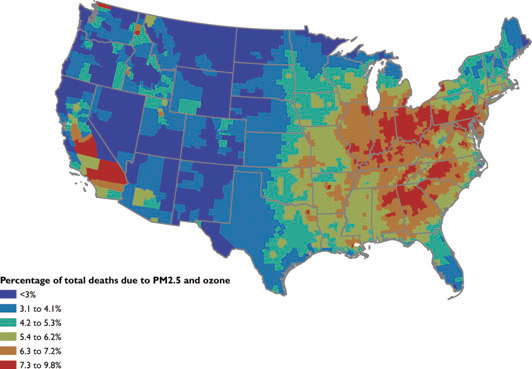 Percentage of total deaths due to PM2.5 and ozone
<3%
3.1 to 4.1%
4.2 to 5.3%
5.4 to 6.2%
6.3 to 7.2%
7.3 to 9.8%